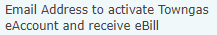 Email Address to activate Towngas
eAccount and receive eBill